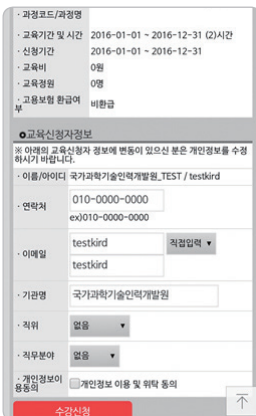 · 과정코드/과정명
· 교육기간 및 시간 2016-01-01 ~ 2016-12-31 (2)시간
· 신청기간 2016-01-01 ~ 2016-12-31
· 교육비 0원
· 교육정원 0명
· 고용보험 환급여부 비환급
교육신청자정보
※ 아래의 교육신청자 정보에 변동이 있으신 분은 개인정보를 수정
하시기 바랍니다.
· 이름/아이디 국가과학기술인력개발원_TEST / testkird
· 연락처 010-0000-0000
ex)010-0000-0000
· 이메일 testkird 직접입력 ▼
testkird
· 기관명 국가과학기술인력개발원
· 직위 없음 ▼
· 직무분야 없음 ▼
· 개인정보이용동의 개인정보 이용 및 위탁 동의
수강신청